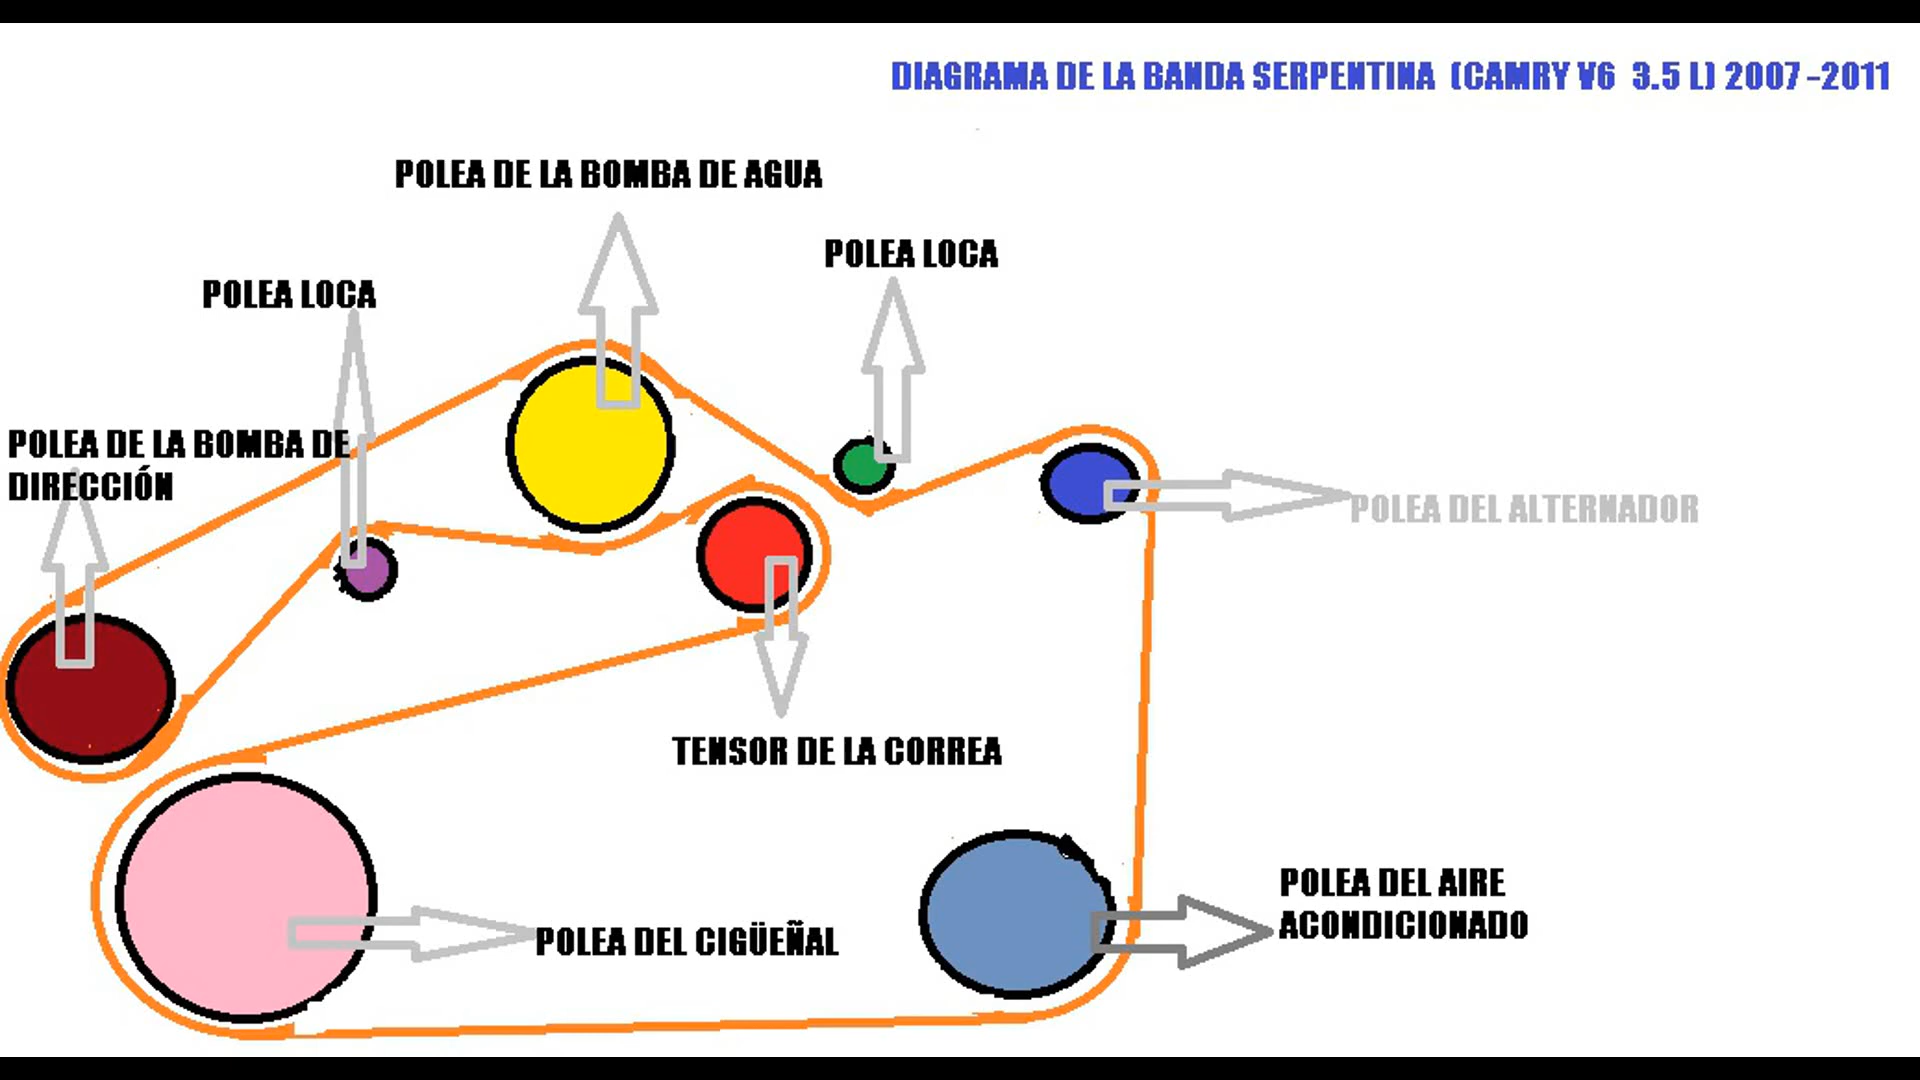 DIAGRAMA DE LA BANDA SERPENTINA (CAMRY V6 3.5 L) 2007-2011
POLEA DE LA BOMBA DE AGUA
POLEA LOCA
POLEA LOCA
POLEA DE LA BOMBA DE
DIRECCIÓN
POLEA DEL ALTERNADOR
TENSOR DE LA CORREA
POLEA DEL AIRE
ACONDICIONADO
POLEA DEL CIGÜEÑAL